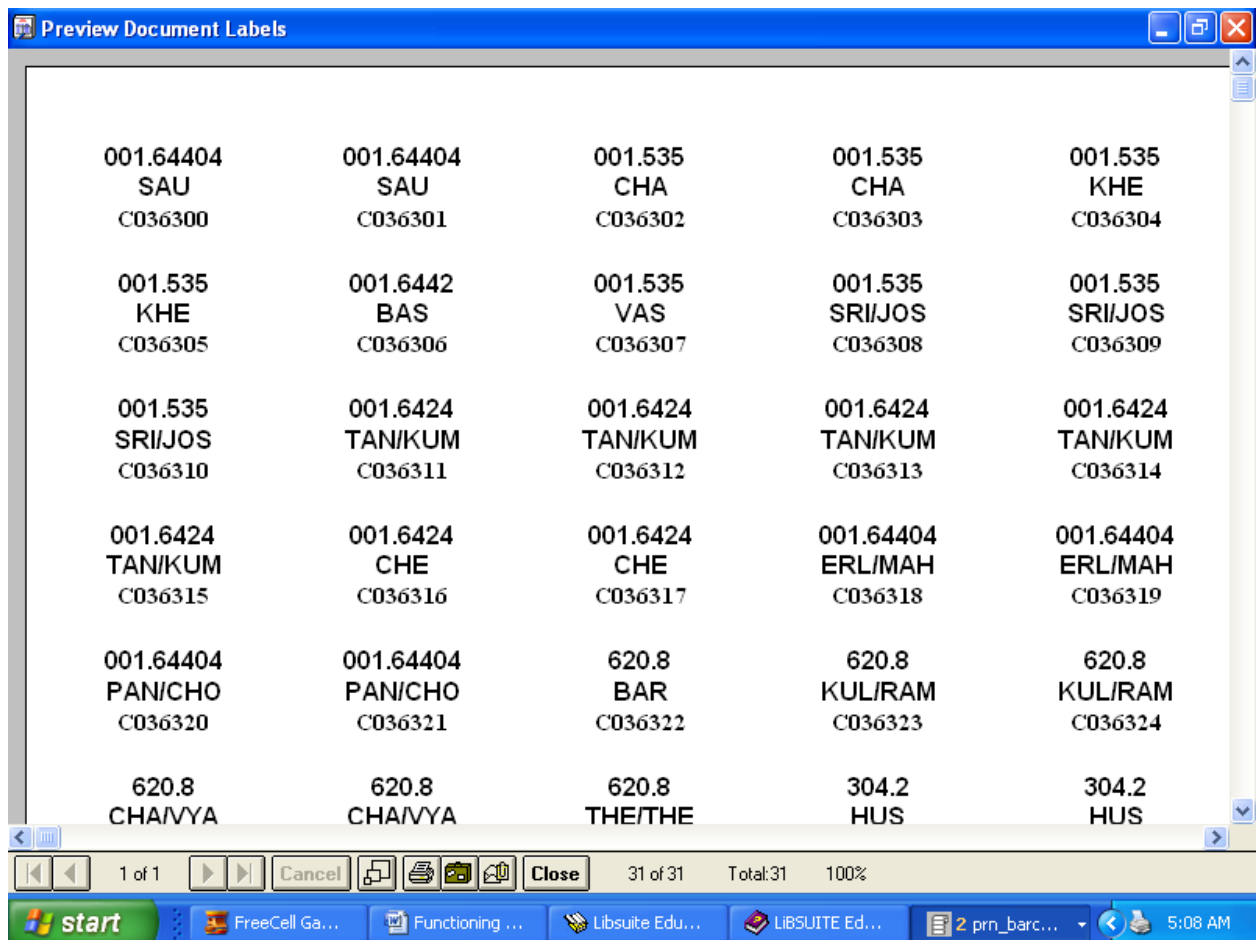 Preview Document Labels
001.64404 001.64404 001.535 001.535 001.535
SAU SAU CHA CHA KHE
C036300 C036301 C036302 C036303 C036304
001.535 001.6442 001.535 001.535 001.535
KHE BAS VAS SRI/JOS SRI/JOS
C036305 C036306 C036307 C036308 C036309
001.535 001.6424 001.6424 001.6424 001.6424
SRI/JOS TAN/KUM TAN/KUM TAN/KUM TAN/KUM
C036310 C036311 C036312 C036313 C036314
001.6424 001.6424 001.6424 001.64404 001.64404
TAN/KUM CHE CHE ERL/MAH ERL/MAH
C036315 C036316 C036317 C036318 C036319
001.64404 001.64404 620.8 620.8 620.8
PAN/CHO PAN/CHO BAR KUL/RAM KUL/RAM
C036320 C036321 C036322 C036323 C036324
620.8 620.8 620.8 304.2 304.2
CHA/VYA CHA/VYA THE/THE HUS HUS
1 of 1 Cancel Close 31 of 31 Total:31 100%
start FreeCell Ga... Functioning ... Libsuite Edu... LiBSUITE Ed... 2 prn_barc... 5:08 AM